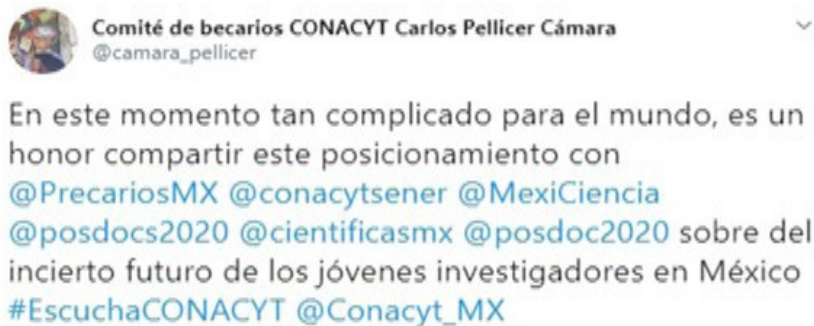 Comité de becarios CONACYT Carlos Pellicer Cámara
@camara_pellicer
En este momento tan complicado para el mundo, es un
honor compartir este posicionamiento con
@PrecariosMX @conacytsener @MexiCiencia
@posdocs2020 @cientificasmx @posdoc2020 sobre del
incierto futuro de los jóvenes investigadores en México
#EscuchaCONACYT @Conacyt_MX